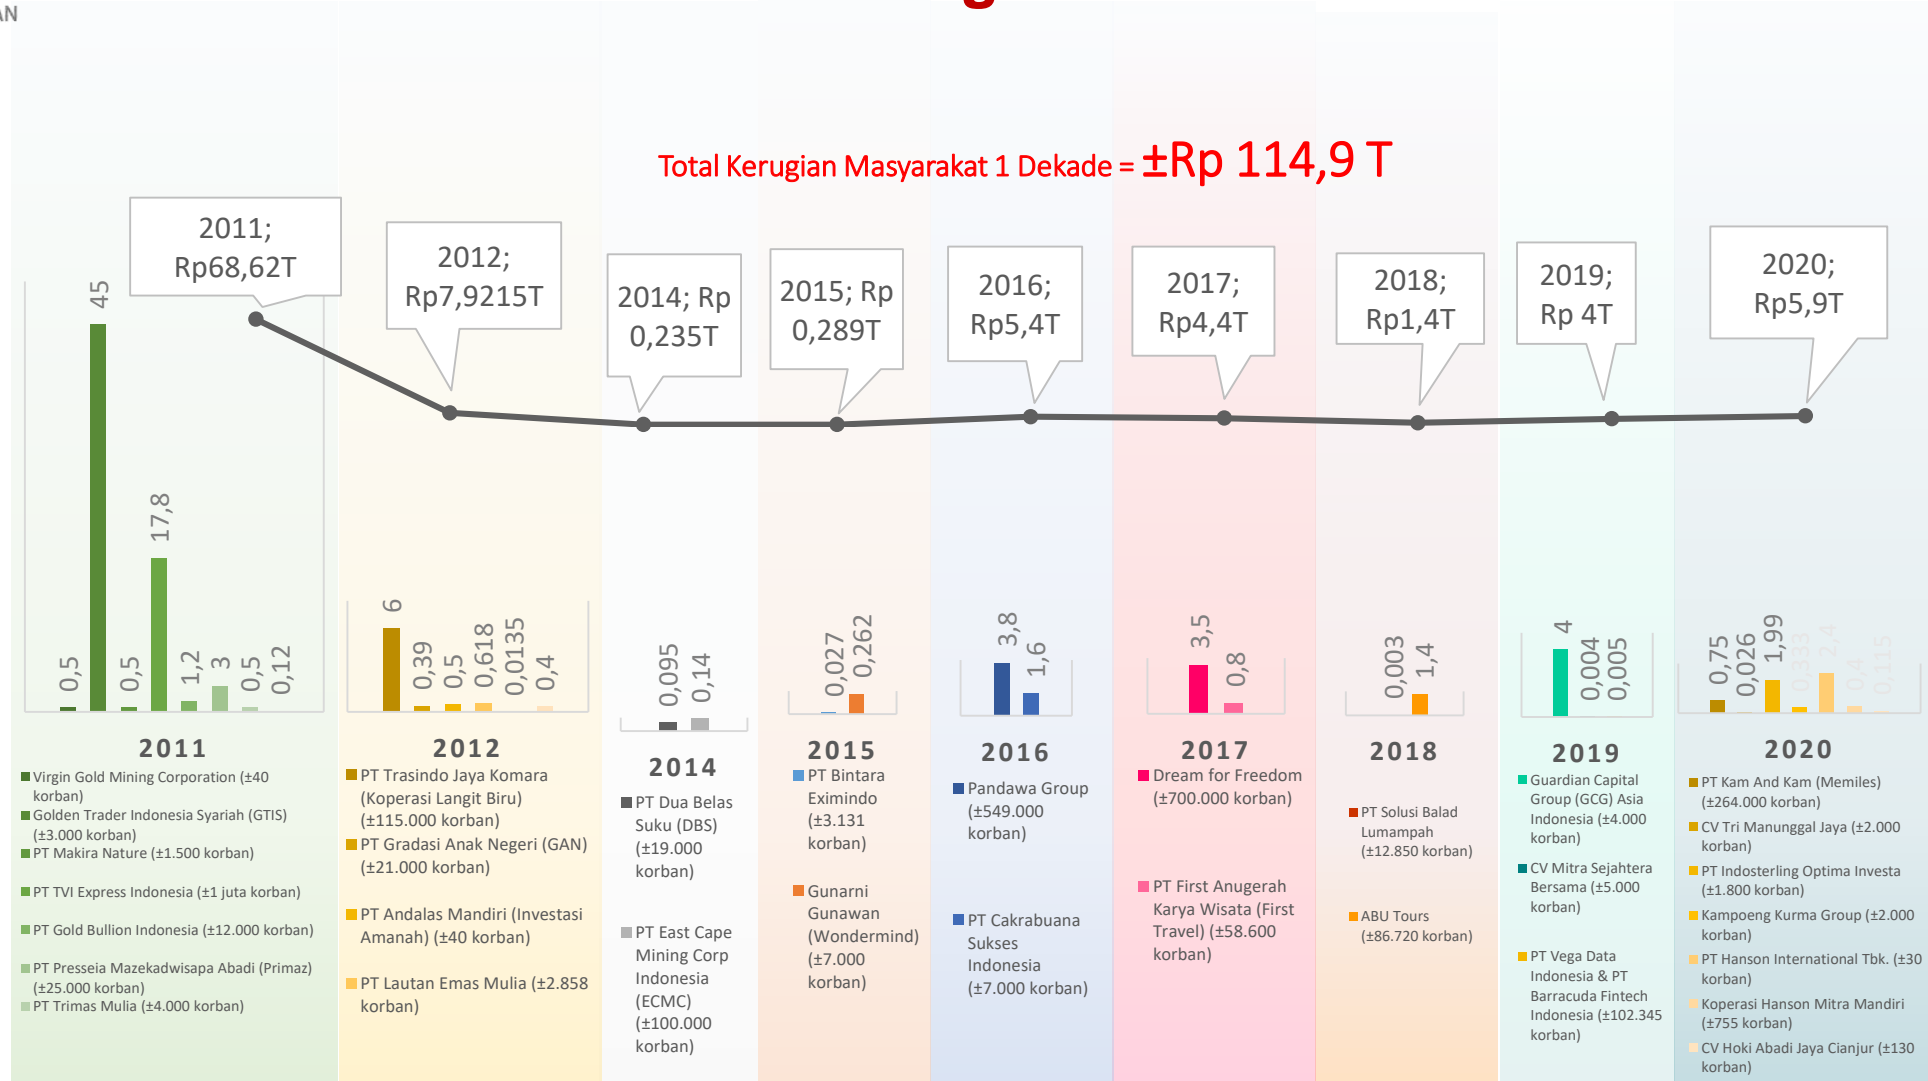 AN
g
Total Kerugian Masyarakat 1 Dekade = ±Rp 114,9 T
2011;
Rp68,62T
2012;
Rp7,9215T
2014; Rp
0,235T
2015; Rp
0,289T
2016;
Rp5,4T
2017;
Rp4,4T
2018;
Rp1,4T
2019;
Rp 4T
2020;
Rp5,9T
0,5
45
0,5
17,8
1,2
3
0,5
0,12
2011
Virgin Gold Mining Corporation (±40
korban)
Golden Trader Indonesia Syariah (GTIS)
(±3.000 korban)
PT Makira Nature (±1.500 korban)
PT TVI Express Indonesia (±1 juta korban)
PT Gold Bullion Indonesia (±12.000 korban)
PT Presseia Mazekadwisapa Abadi (Primaz)
(±25.000 korban)
PT Trimas Mulia (±4.000 korban)
6
0,39
0,5
0,618
0,0135
0,4
2012
PT Trasindo Jaya Komara
(Koperasi Langit Biru)
(±115.000 korban)
PT Gradasi Anak Negeri (GAN)
(±21.000 korban)
PT Andalas Mandiri (Investasi
Amanah) (±40 korban)
PT Lautan Emas Mulia (±2.858
korban)
0,095
0,14
2014
PT Dua Belas
Suku (DBS)
(±19.000
korban)
PT East Cape
Mining Corp
Indonesia
(ECMC)
(±100.000
korban)
0,027
0,262
2015
PT Bintara
Eximindo
(±3.131
korban)
Gunarni
Gunawan
(Wondermind)
(±7.000
korban)
3,8
1,6
2016
Pandawa Group
(±549.000
korban)
PT Cakrabuana
Sukses
Indonesia
(±7.000 korban)
3,5
0,8
2017
Dream for Freedom
(±700.000 korban)
PT First Anugerah
Karya Wisata (First
Travel) (±58.600
korban)
0,003
1,4
2018
PT Solusi Balad
Lumampah
(±12.850 korban)
ABU Tours
(±86.720 korban)
4
0,004
0,005
2019
Guardian Capital
Group (GCG) Asia
Indonesia (±4.000
korban)
CV Mitra Sejahtera
Bersama (±5.000
korban)
PT Vega Data
Indonesia & PT
Barracuda Fintech
Indonesia (±102.345
korban)
0,75
0,026
1,99
0,333
2,4
0,4
0,115
2020
PT Kam And Kam (Memiles)
(±264.000 korban)
CV Tri Manunggal Jaya (±2.000
korban)
PT Indosterling Optima Investa
(±1.800 korban)
Kampoeng Kurma Group (±2.000
korban)
PT Hanson International Tbk. (±30
korban)
Koperasi Hanson Mitra Mandiri
(±755 korban)
CV Hoki Abadi Jaya Cianjur (±130
korban)